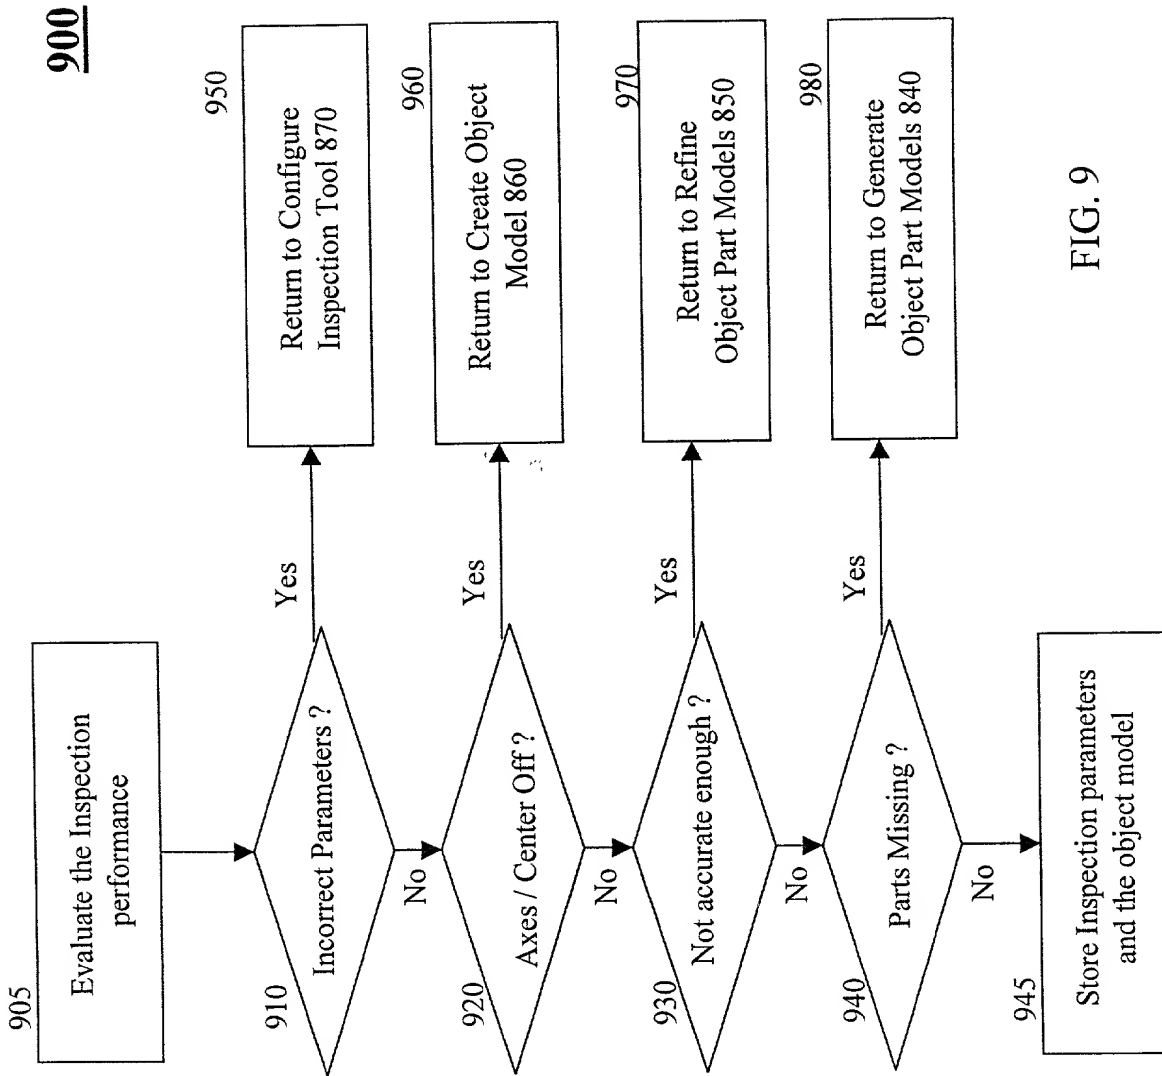 900
905
Evaluate the Inspection
performance
910
Incorrect Parameters ?
Yes
950
Return to Configure
Inspection Tool 870
No
920
Axes / Center Off ?
Yes
960
Return to Create Object
Model 860
No
930
Not accurate enough ?
Yes
970
Return to Refine
Object Part Models 850
No
940
Parts Missing ?
Yes
980
Return to Generate
Object Part Models 840
No
945
Store Inspection parameters
and the object model
FIG. 9